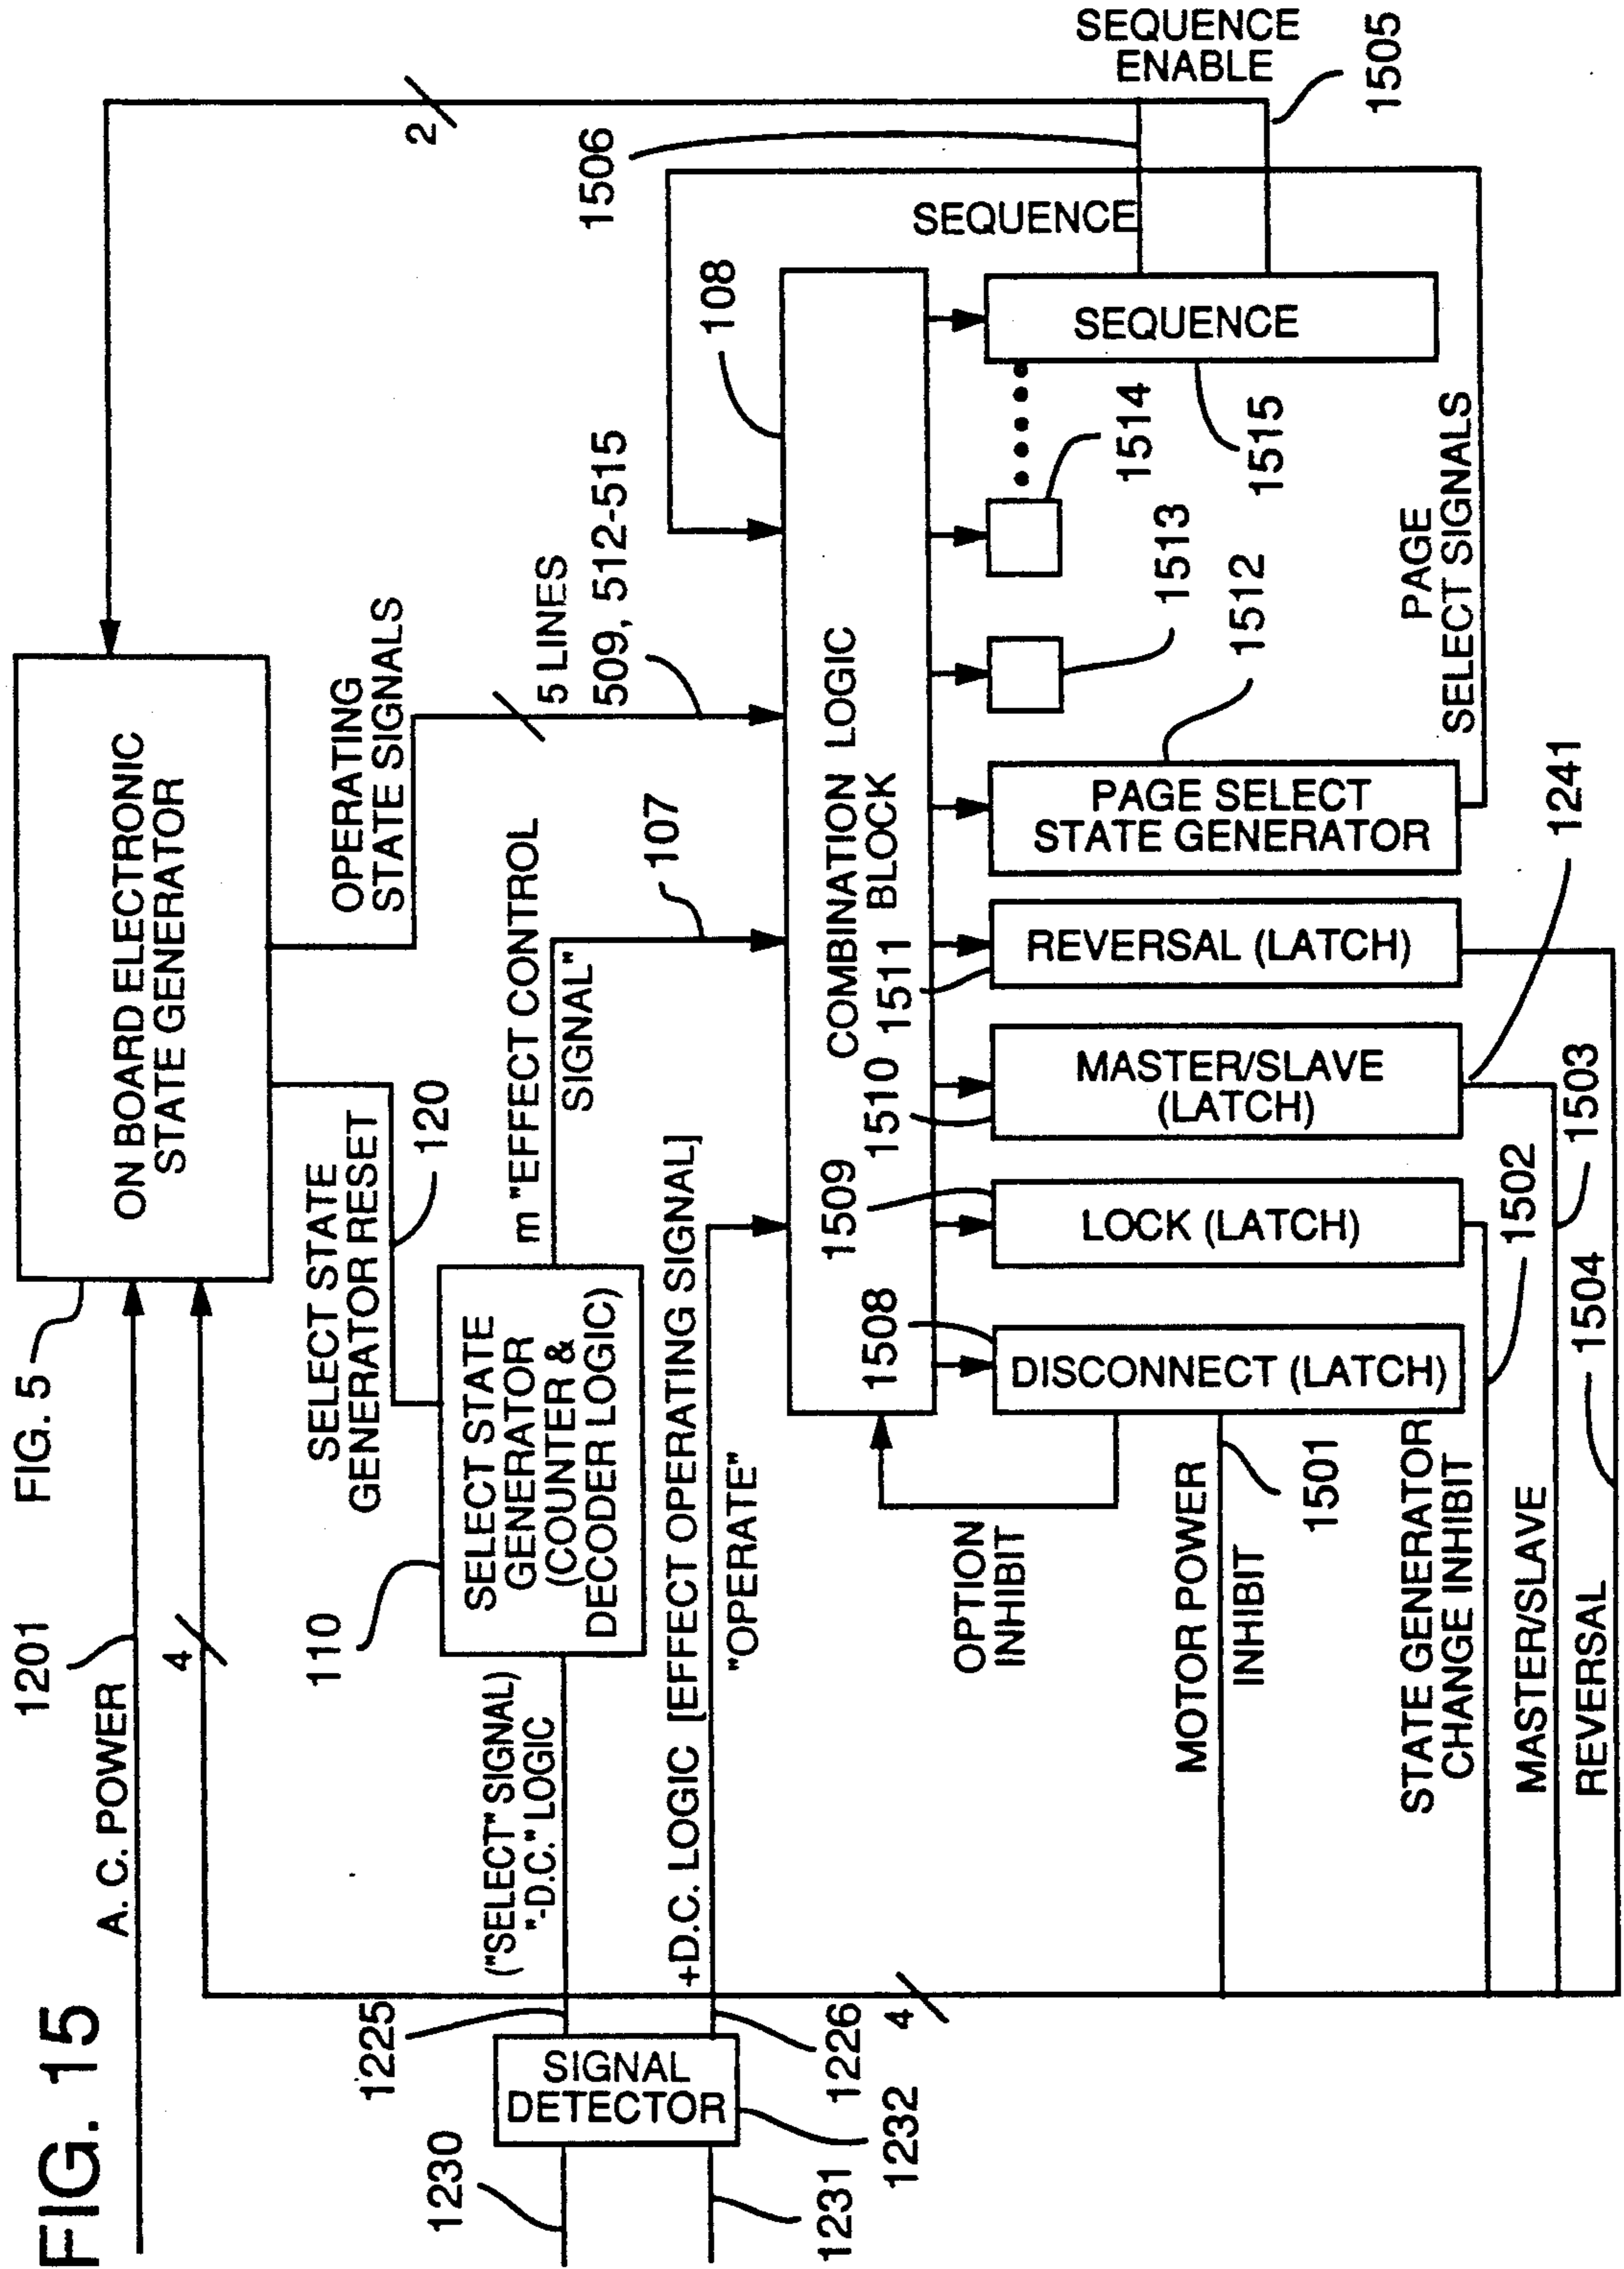 FIG. 15
A. C. POWER
1201
FIG. 5
ON BOARD ELECTRONIC
STATE GENERATOR
4
2
SELECT STATE
GENERATOR RESET
120
OPERATING
STATE SIGNALS
5 LINES
509, 512-515
110
SELECT STATE
GENERATOR
(COUNTER &
DECODER LOGIC)
m "EFFECT CONTROL
SIGNAL"
107
("SELECT" SIGNAL)
"-D.C." LOGIC
+D.C. LOGIC [EFFECT OPERATING SIGNAL]
"OPERATE"
1225
1226
1230
1231
SIGNAL
DETECTOR
1232
4
108
COMBINATION LOGIC
BLOCK
1506
SEQUENCE
SEQUENCE
ENABLE
1505
1508
1509
1510
1511
DISCONNECT (LATCH)
LOCK (LATCH)
MASTER/SLAVE
(LATCH)
REVERSAL (LATCH)
PAGE SELECT
STATE GENERATOR
1512
1513
1514
SEQUENCE
1515
OPTION
INHIBIT
MOTOR POWER
INHIBIT
1501
STATE GENERATOR
CHANGE INHIBIT
1502
MASTER/SLAVE
1503
REVERSAL
1504
1241
PAGE
SELECT SIGNALS